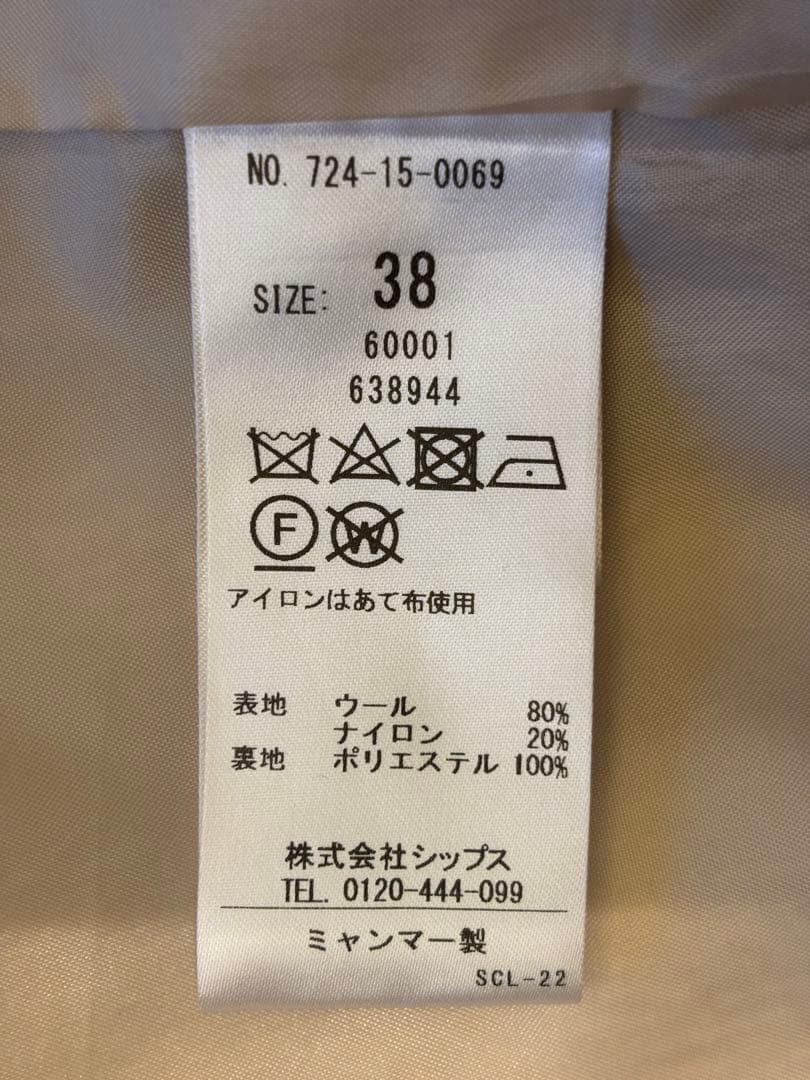 NO. 724-15-0069
SIZE: 38
60001
638944
F W
アイロンはあて布使用
表地 ウール 80%
ナイロン 20%
裏地 ポリエステル 100%
株式会社シップス
TEL. 0120-444-099
ミャンマー製
SCL-22